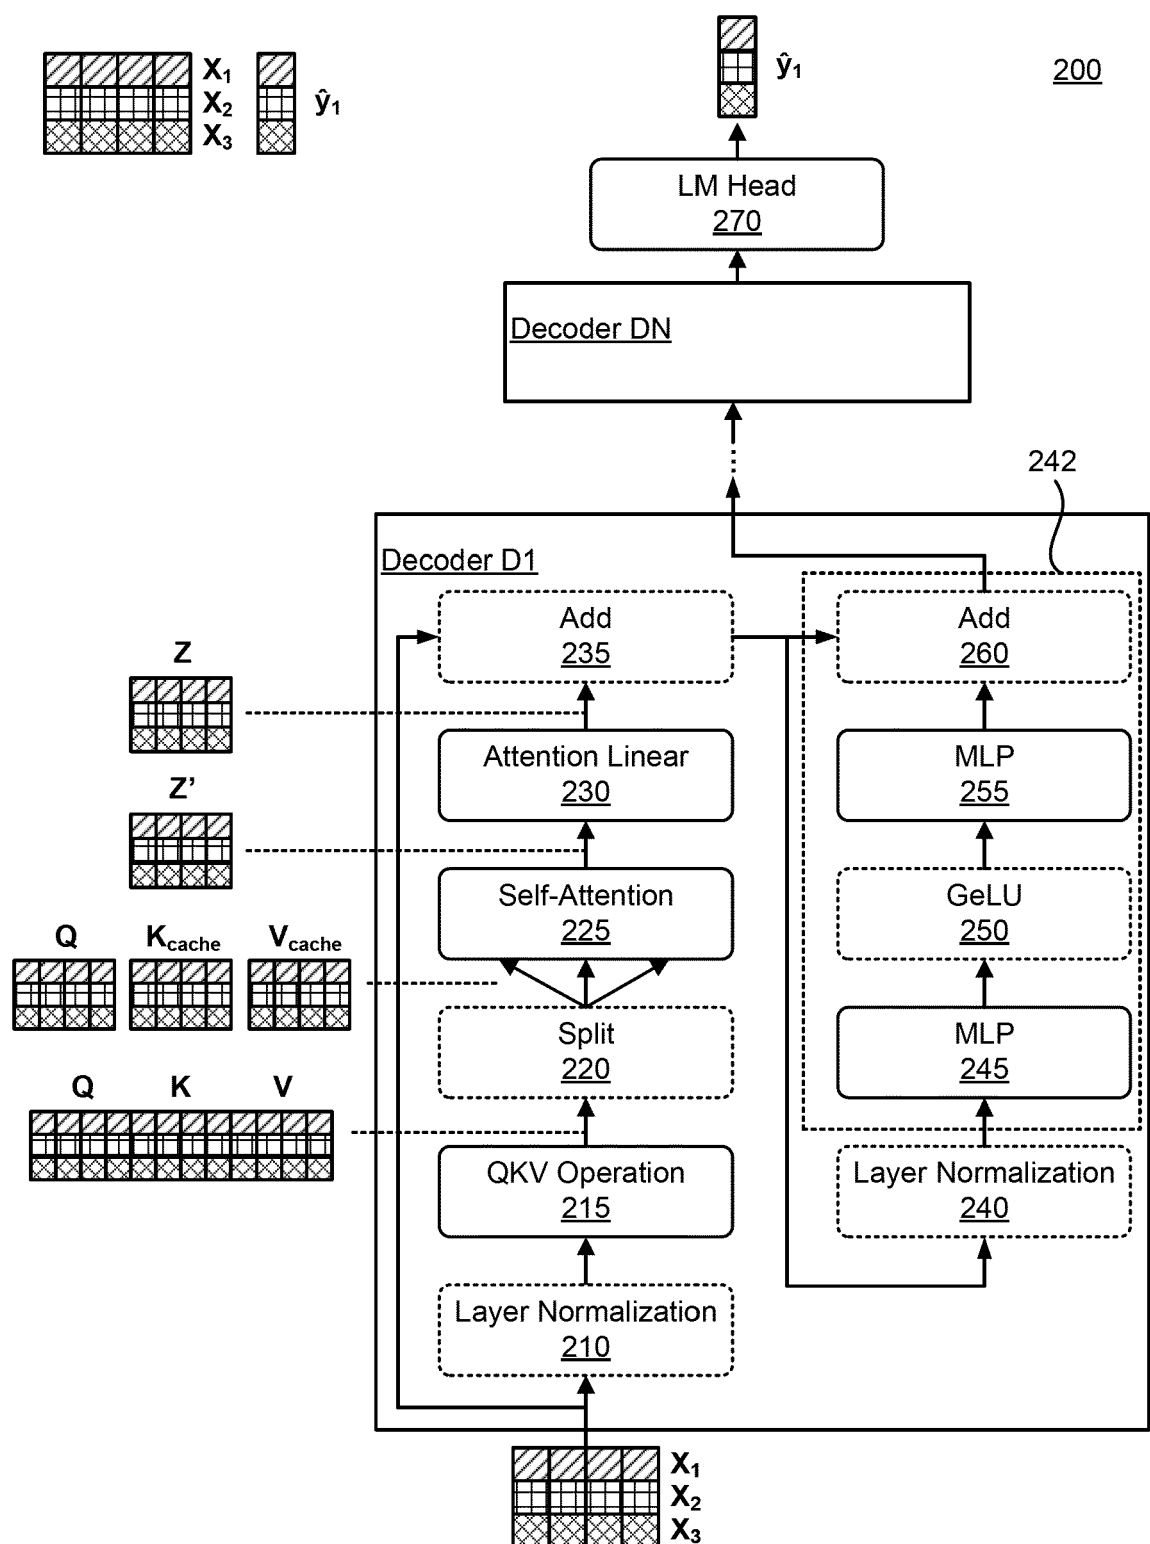 X1
X2
X3
ŷ1
ŷ1
200
LM Head
270
Decoder DN
242
Decoder D1
Add
235
Add
260
Z
Attention Linear
230
MLP
255
Z’
Self-Attention
225
GeLU
250
Q Kcache Vcache
Split
220
MLP
245
Q K V
QKV Operation
215
Layer Normalization
240
Layer Normalization
210
X1
X2
X3